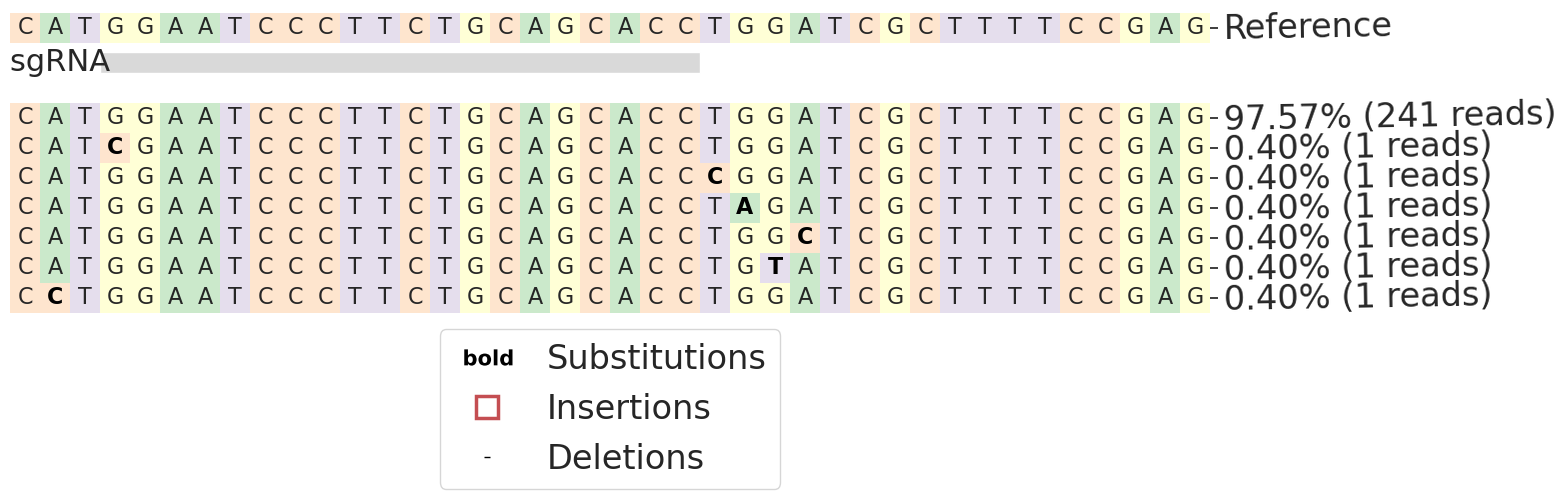 C A T G G A A T C C C T T C T G C A G C A C C T G G A T C G C T T T T C C G A G Reference
sgRNA
C A T G G A A T C C C T T C T G C A G C A C C T G G A T C G C T T T T C C G A G 97.57% (241 reads)
C A T C G A A T C C C T T C T G C A G C A C C T G G A T C G C T T T T C C G A G 0.40% (1 reads)
C A T G G A A T C C C T T C T G C A G C A C C C G G A T C G C T T T T C C G A G 0.40% (1 reads)
C A T G G A A T C C C T T C T G C A G C A C C T A G A T C G C T T T T C C G A G 0.40% (1 reads)
C A T G G A A T C C C T T C T G C A G C A C C T G G C T C G C T T T T C C G A G 0.40% (1 reads)
C A T G G A A T C C C T T C T G C A G C A C C T G T A T C G C T T T T C C G A G 0.40% (1 reads)
C C T G G A A T C C C T T C T G C A G C A C C T G G A T C G C T T T T C C G A G 0.40% (1 reads)
bold Substitutions
Insertions
- Deletions